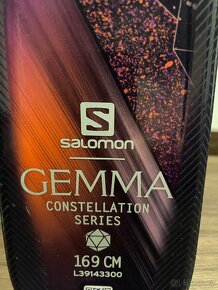 S
salomon
GEMMA
CONSTELLATION
SERIES
169 CM
L39143300